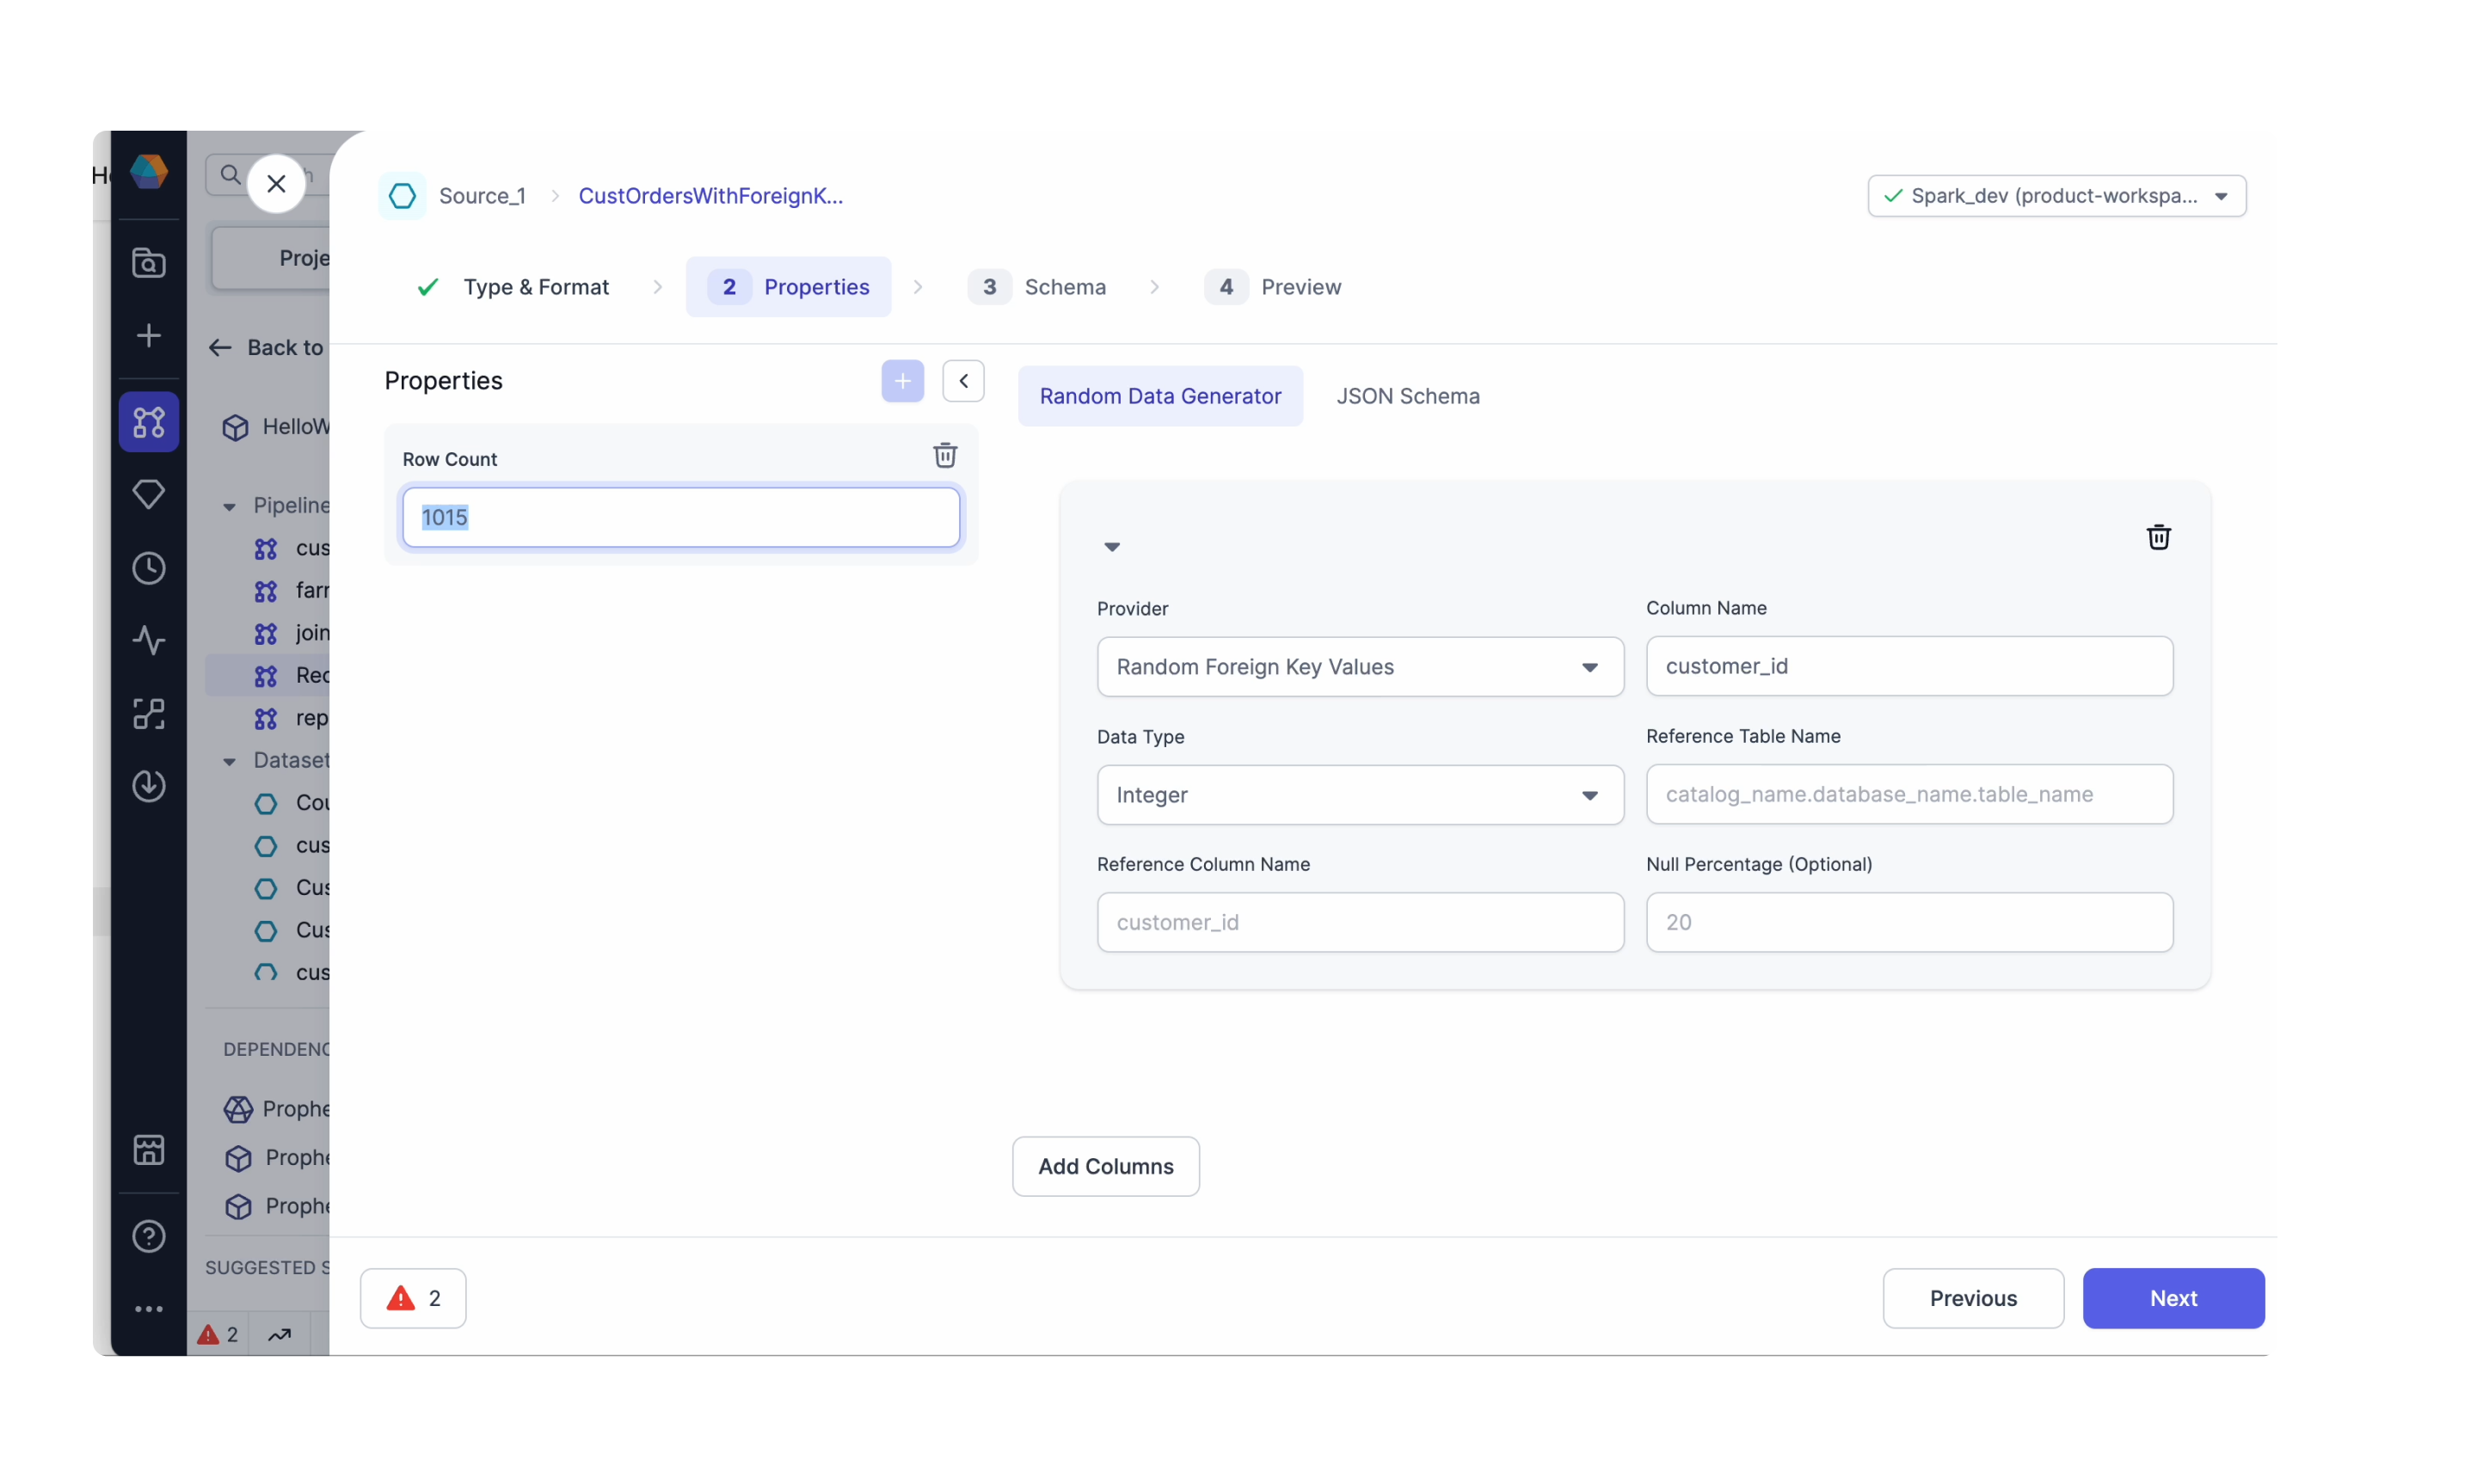 Source_1 CustOrdersWithForeignK...
Spark_dev (product-workspa...
Type & Format 2 Properties 3 Schema 4 Preview
Proje
Back to
HelloW
Pipeline
cus
farm
join
Rec
rep
Dataset
Cou
cus
Cus
Cus
cus
DEPENDENC
Prophe
Prophe
Prophe
SUGGESTED S
2
Properties
Row Count
1015
Random Data Generator JSON Schema
Provider Column Name
Random Foreign Key Values customer_id
Data Type Reference Table Name
Integer catalog_name.database_name.table_name
Reference Column Name Null Percentage (Optional)
customer_id 20
Add Columns
2
Previous Next